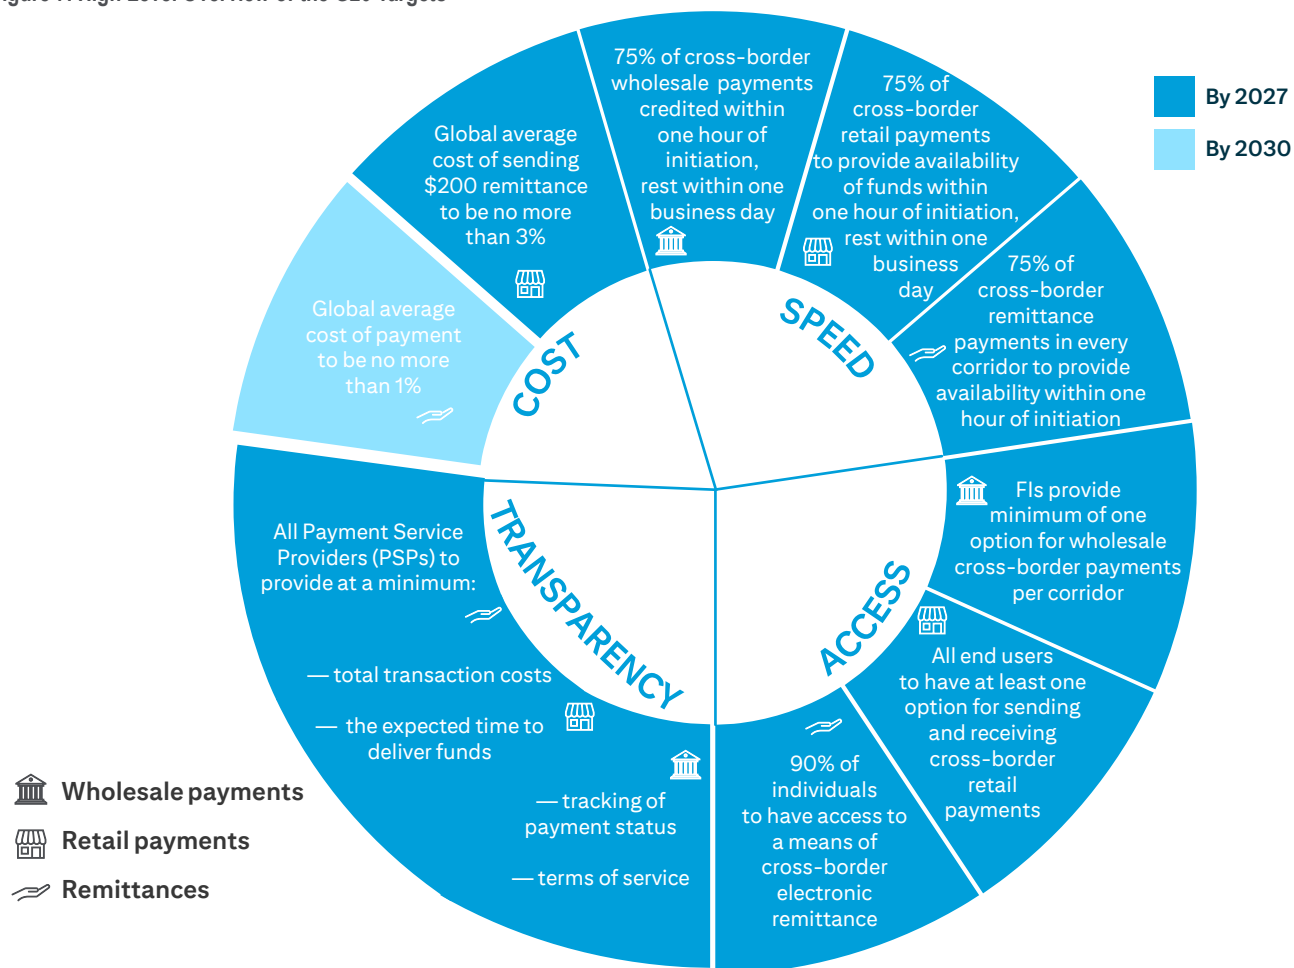 75% of cross-border
wholesale payments
credited within
one hour of
initiation,
rest within one
business day
75% of
cross-border
retail payments
to provide availability
of funds within
one hour of initiation,
rest within one
business
day
75% of
cross-border
remittance
payments in every
corridor to provide
availability within one
hour of initiation
By 2027
By 2030
Global average
cost of sending
$200 remittance
to be no more
than 3%
Global average
cost of payment
to be no more
than 1%
COST
SPEED
TRANSPARENCY
ACCESS
FIs provide
minimum of one
option for wholesale
cross-border payments
per corridor
All end users
to have at least one
option for sending
and receiving
cross-border
retail
payments
90% of
individuals
to have access to
a means of
cross-border
electronic
remittance
All Payment Service
Providers (PSPs) to
provide at a minimum:
— total transaction costs
— the expected time to
deliver funds
— tracking of
payment status
— terms of service
Wholesale payments
Retail payments
Remittances